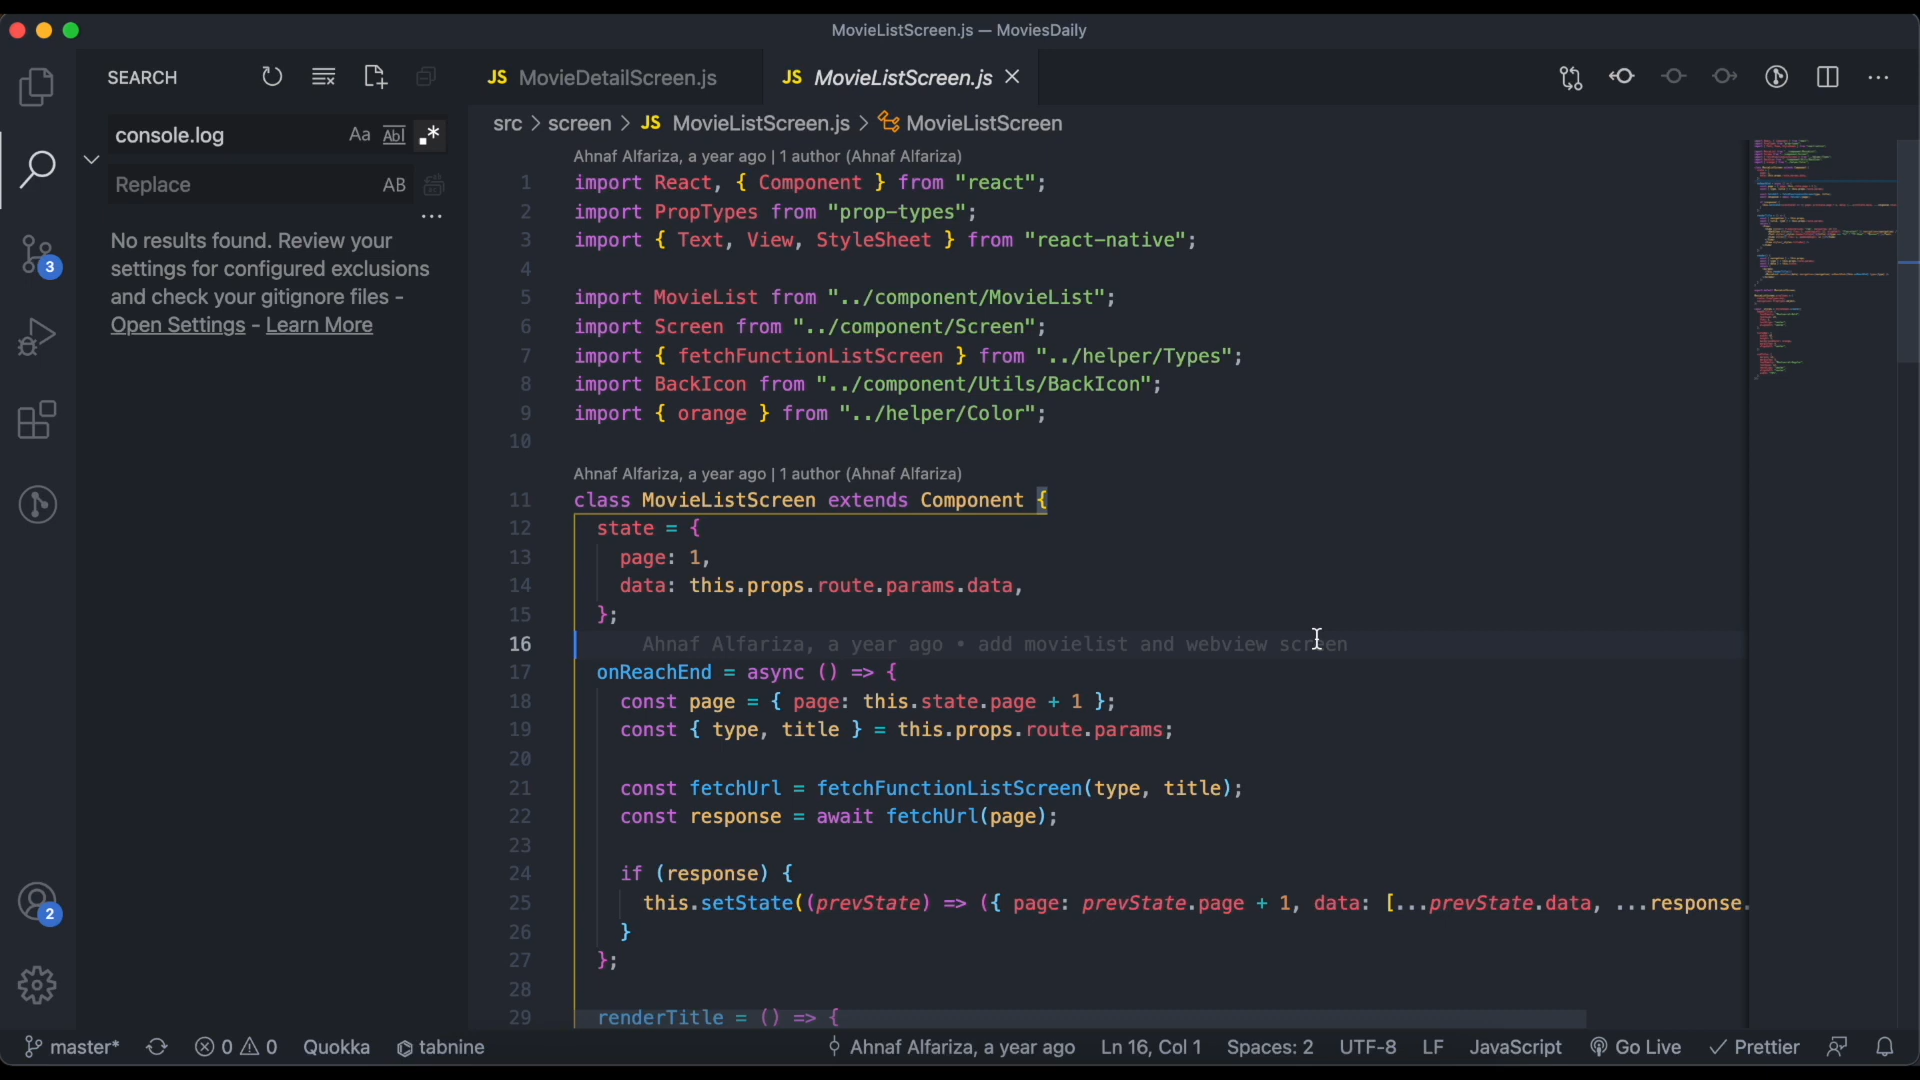 MovieListScreen.js — MoviesDaily
SEARCH
console.log
Aa
Abl
.*
Replace
AB
...
No results found. Review your
settings for configured exclusions
and check your gitignore files -
Open Settings - Learn More
JS MovieDetailScreen.js
JS MovieListScreen.js
src > screen > JS MovieListScreen.js > MovieListScreen
Ahnaf Alfariza, a year ago | 1 author (Ahnaf Alfariza)
1 import React, { Component } from "react";
2 import PropTypes from "prop-types";
3 import { Text, View, StyleSheet } from "react-native";
4
5 import MovieList from "../component/MovieList";
6 import Screen from "../component/Screen";
7 import { fetchFunctionListScreen } from "../helper/Types";
8 import BackIcon from "../component/Utils/BackIcon";
9 import { orange } from "../helper/Color";
10
Ahnaf Alfariza, a year ago | 1 author (Ahnaf Alfariza)
11 class MovieListScreen extends Component {
12 state = {
13 page: 1,
14 data: this.props.route.params.data,
15 };
16 Ahnaf Alfariza, a year ago • add movielist and webview screen
17 onReachEnd = async () => {
18 const page = { page: this.state.page + 1 };
19 const { type, title } = this.props.route.params;
20
21 const fetchUrl = fetchFunctionListScreen(type, title);
22 const response = await fetchUrl(page);
23
24 if (response) {
25 this.setState((prevState) => ({ page: prevState.page + 1, data: [...prevState.data, ...response.
26 }
27 };
28
29 renderTitle = () => {
3
2
master* 0 0 Quokka tabnine Ahnaf Alfariza, a year ago Ln 16, Col 1 Spaces: 2 UTF-8 LF JavaScript Go Live Prettier